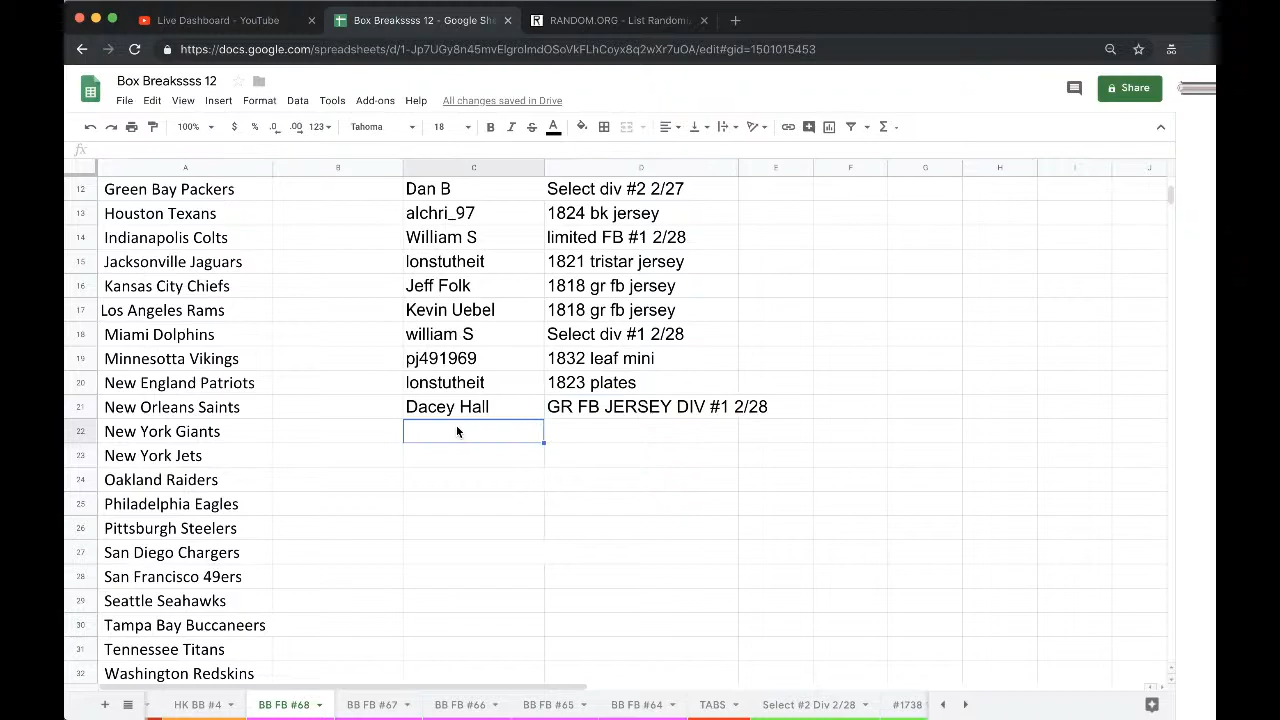 Live Dashboard - YouTube × Box Breakssss 12 - Google She × RANDOM.ORG - List Randomi × +
https://docs.google.com/spreadsheets/d/
Box Breakssss 12
File Edit View Insert Format Data Tools Add-ons Help All changes saved in Drive
Share
100% $ % .0 .00 123 Tahoma 18 B I S A Σ
fx
A B C D E F G H I J
12 Green Bay Packers Dan B Select div #2 2/27
13 Houston Texans alchri_97 1824 bk jersey
14 Indianapolis Colts William S limited FB #1 2/28
15 Jacksonville Jaguars lonstutheit 1821 tristar jersey
16 Kansas City Chiefs Jeff Folk 1818 gr fb jersey
17 Los Angeles Rams Kevin Uebel 1818 gr fb jersey
18 Miami Dolphins william S Select div #1 2/28
19 Minnesotta Vikings pj491969 1832 leaf mini
20 New England Patriots lonstutheit 1823 plates
21 New Orleans Saints Dacey Hall GR FB JERSEY DIV #1 2/28
22 New York Giants
23 New York Jets
24 Oakland Raiders
25 Philadelphia Eagles
26 Pittsburgh Steelers
27 San Diego Chargers
28 San Francisco 49ers
29 Seattle Seahawks
30 Tampa Bay Buccaneers
31 Tennessee Titans
32 Washington Redskins
+ HK BB #4 BB FB #68 BB FB #67 BB FB #66 BB FB #65 BB FB #64 TABS Select #2 Div 2/28 #1738